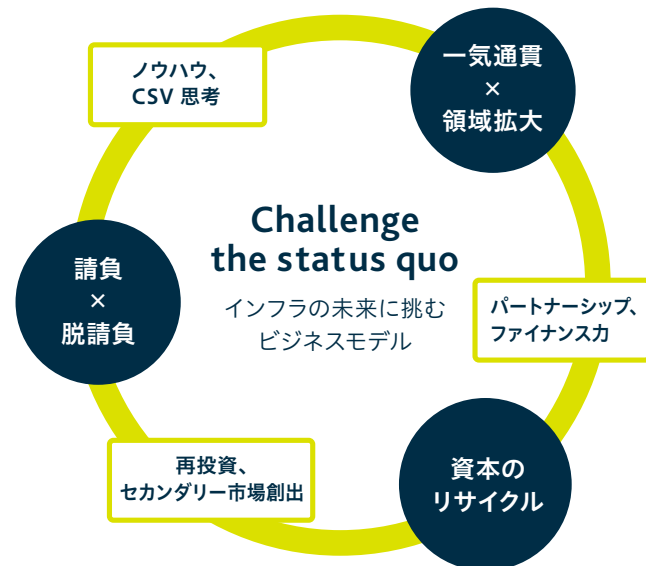 ノウハウ、
CSV 思考
一気通貫
×
領域拡大
Challenge
the status quo
インフラの未来に挑む
ビジネスモデル
請負
×
脱請負
パートナーシップ、
ファイナンス力
再投資、
セカンダリー市場創出
資本の
リサイクル